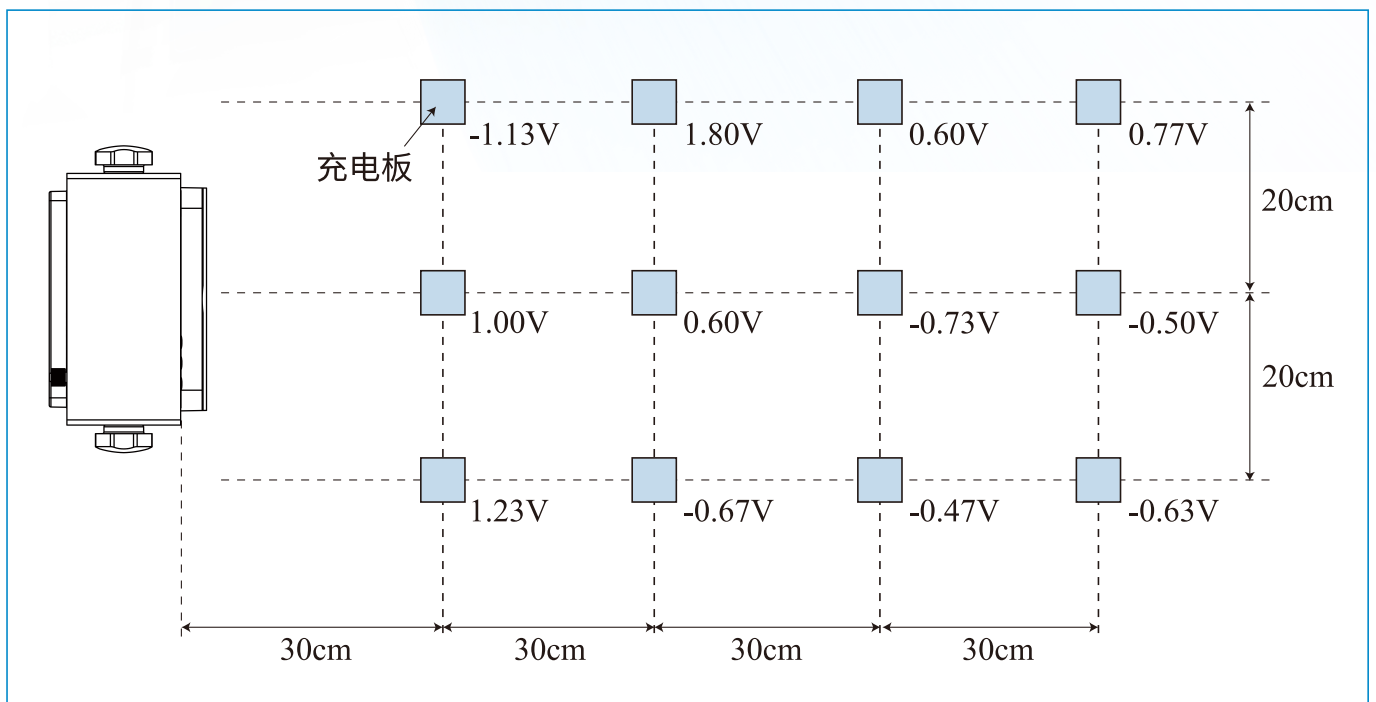 -1.13V
1.80V
0.60V
0.77V
充电板
20cm
1.00V
0.60V
-0.73V
-0.50V
20cm
1.23V
-0.67V
-0.47V
-0.63V
30cm
30cm
30cm
30cm